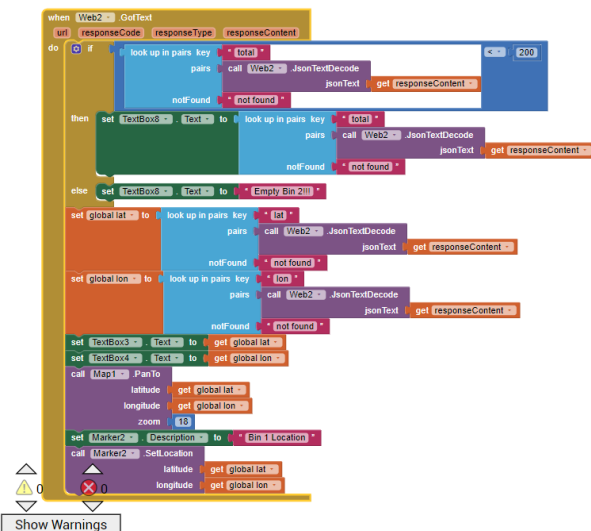 when Web2 .GotText
url responseCode responseType responseContent
do if look up in pairs key " total " < 200
pairs call Web2 .JsonTextDecode
jsonText get responseContent
notFound " not found "
then set TextBox8 . Text to look up in pairs key " total "
pairs call Web2 .JsonTextDecode
jsonText get responseContent
notFound " not found "
else set TextBox8 . Text to " Empty Bin 2!!! "
set global lat to look up in pairs key " lat "
pairs call Web2 .JsonTextDecode
jsonText get responseContent
notFound " not found "
set global lon to look up in pairs key " lon "
pairs call Web2 .JsonTextDecode
jsonText get responseContent
notFound " not found "
set TextBox3 . Text to get global lat
set TextBox4 . Text to get global lon
call Map1 .PanTo
latitude get global lat
longitude get global lon
zoom 18
set Marker2 . Description to " Bin 1 Location "
call Marker2 .SetLocation
latitude get global lat
longitude get global lon
0 0
Show Warnings